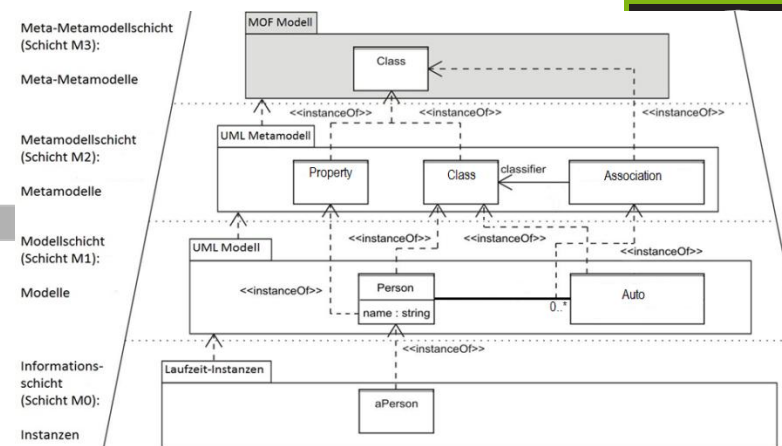 Meta-Metamodellschicht
(Schicht M3):
Meta-Metamodelle
MOF Modell
Class
<<instanceOf>>
<<instanceOf>>
<<instanceOf>>
Metamodellschicht
(Schicht M2):
Metamodelle
UML Metamodell
Property
Class
classifier
Association
<<instanceOf>>
<<instanceOf>>
<<instanceOf>>
Modellschicht
(Schicht M1):
Modelle
UML Modell
<<instanceOf>>
Person
name : string
0..*
Auto
<<instanceOf>>
Informations-
schicht
(Schicht M0):
Instanzen
Laufzeit-Instanzen
aPerson